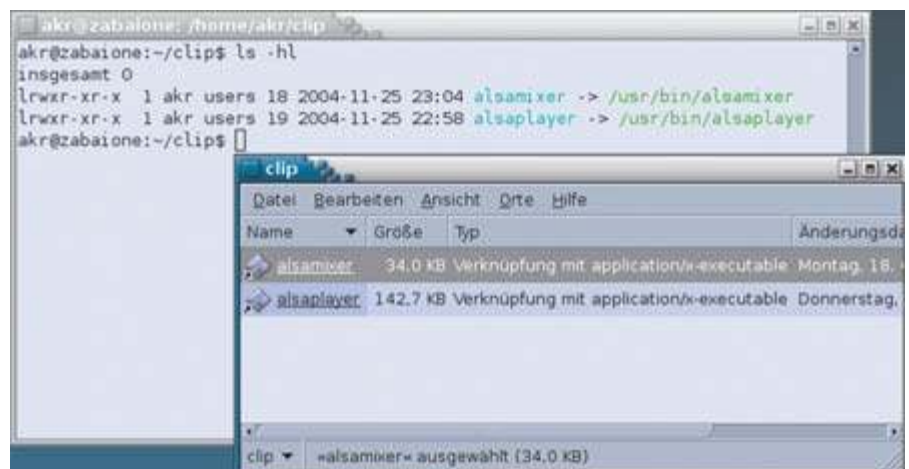 akr@zabaione: /home/akr/clip
akr@zabaione:~/clip$ ls -hl
insgesamt 0
lrwxr-xr-x 1 akr users 18 2004-11-25 23:04 alsamixer -> /usr/bin/alsamixer
lrwxr-xr-x 1 akr users 19 2004-11-25 22:58 alsaplayer -> /usr/bin/alsaplayer
akr@zabaione:~/clip$
clip
Datei Bearbeiten Ansicht Orte Hilfe
Name Größe Typ Änderungsda
alsamixer 34,0 KB Verknüpfung mit application/x-executable Montag, 18.
alsaplayer 142,7 KB Verknüpfung mit application/x-executable Donnerstag,
clip »alsamixer« ausgewählt (34,0 KB)